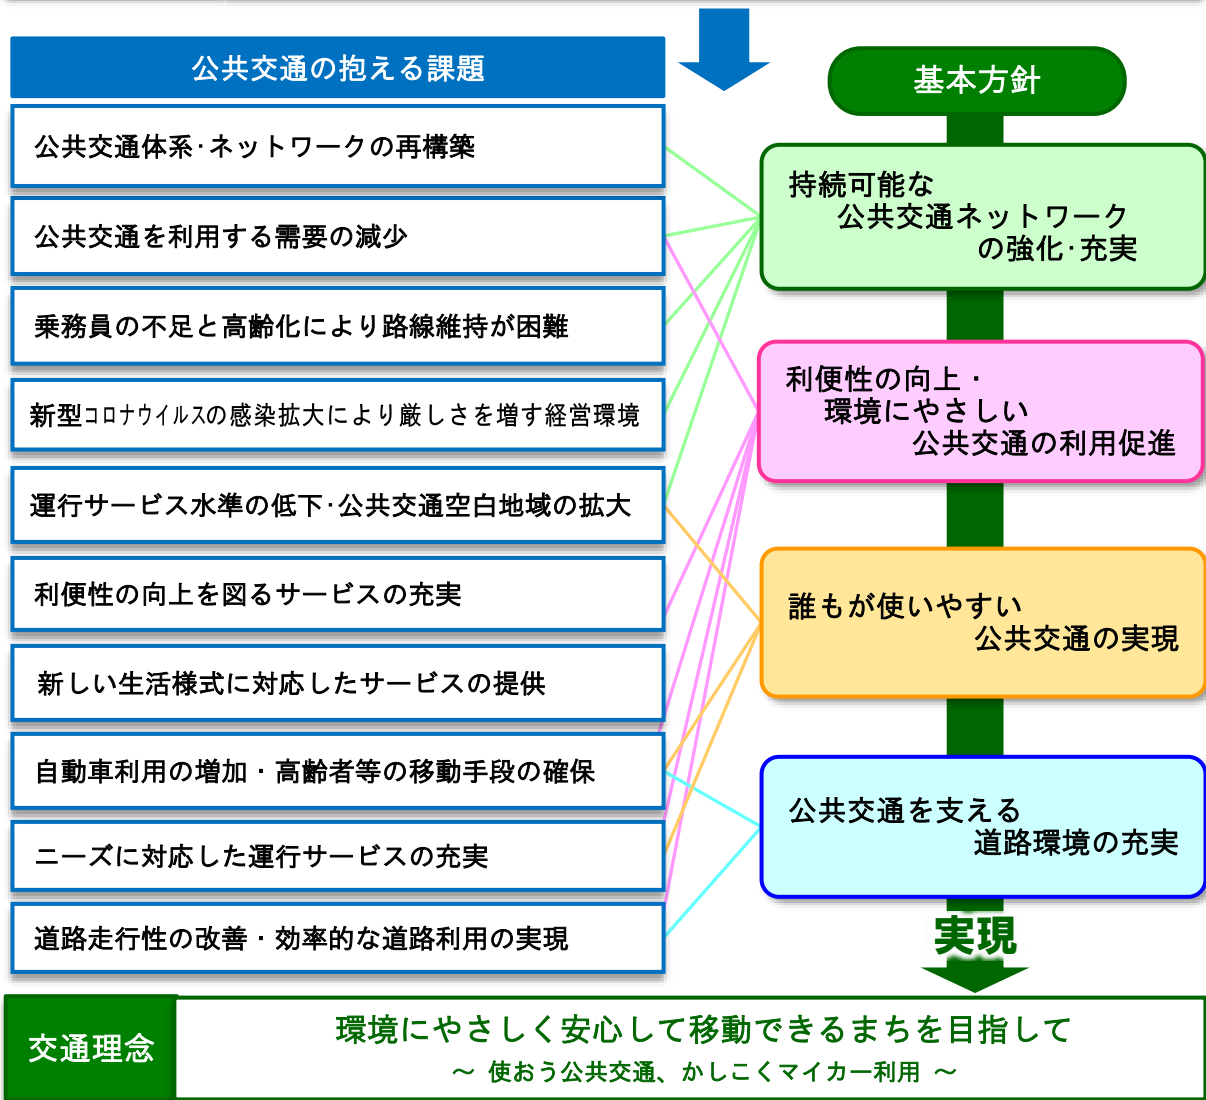 公共交通の抱える課題
公共交通体系･ネットワークの再構築
公共交通を利用する需要の減少
乗務員の不足と高齢化により路線維持が困難
新型コロナウイルスの感染拡大により厳しさを増す経営環境
運行サービス水準の低下･公共交通空白地域の拡大
利便性の向上を図るサービスの充実
新しい生活様式に対応したサービスの提供
自動車利用の増加・高齢者等の移動手段の確保
ニーズに対応した運行サービスの充実
道路走行性の改善・効率的な道路利用の実現
基本方針
持続可能な
公共交通ネットワーク
の強化･充実
利便性の向上・
環境にやさしい
公共交通の利用促進
誰もが使いやすい
公共交通の実現
公共交通を支える
道路環境の充実
実現
交通理念
環境にやさしく安心して移動できるまちを目指して
～ 使おう公共交通、かしこくマイカー利用 ～